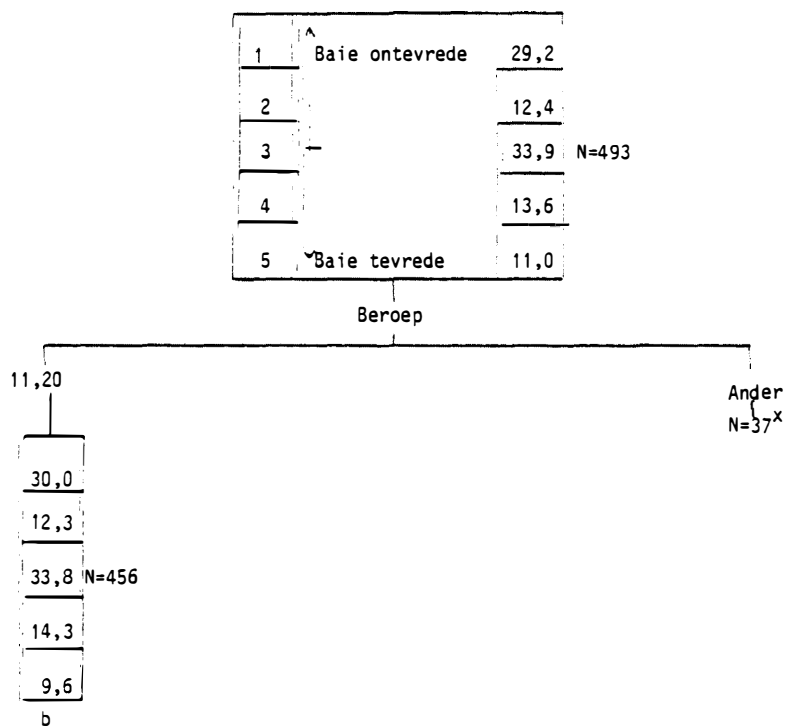 1 Baie ontevrede 29,2
2 12,4
3 33,9 N=493
4 13,6
5 Baie tevrede 11,0
Beroep
11,20
Ander
N=37x
30,0
12,3
33,8 N=456
14,3
9,6
b